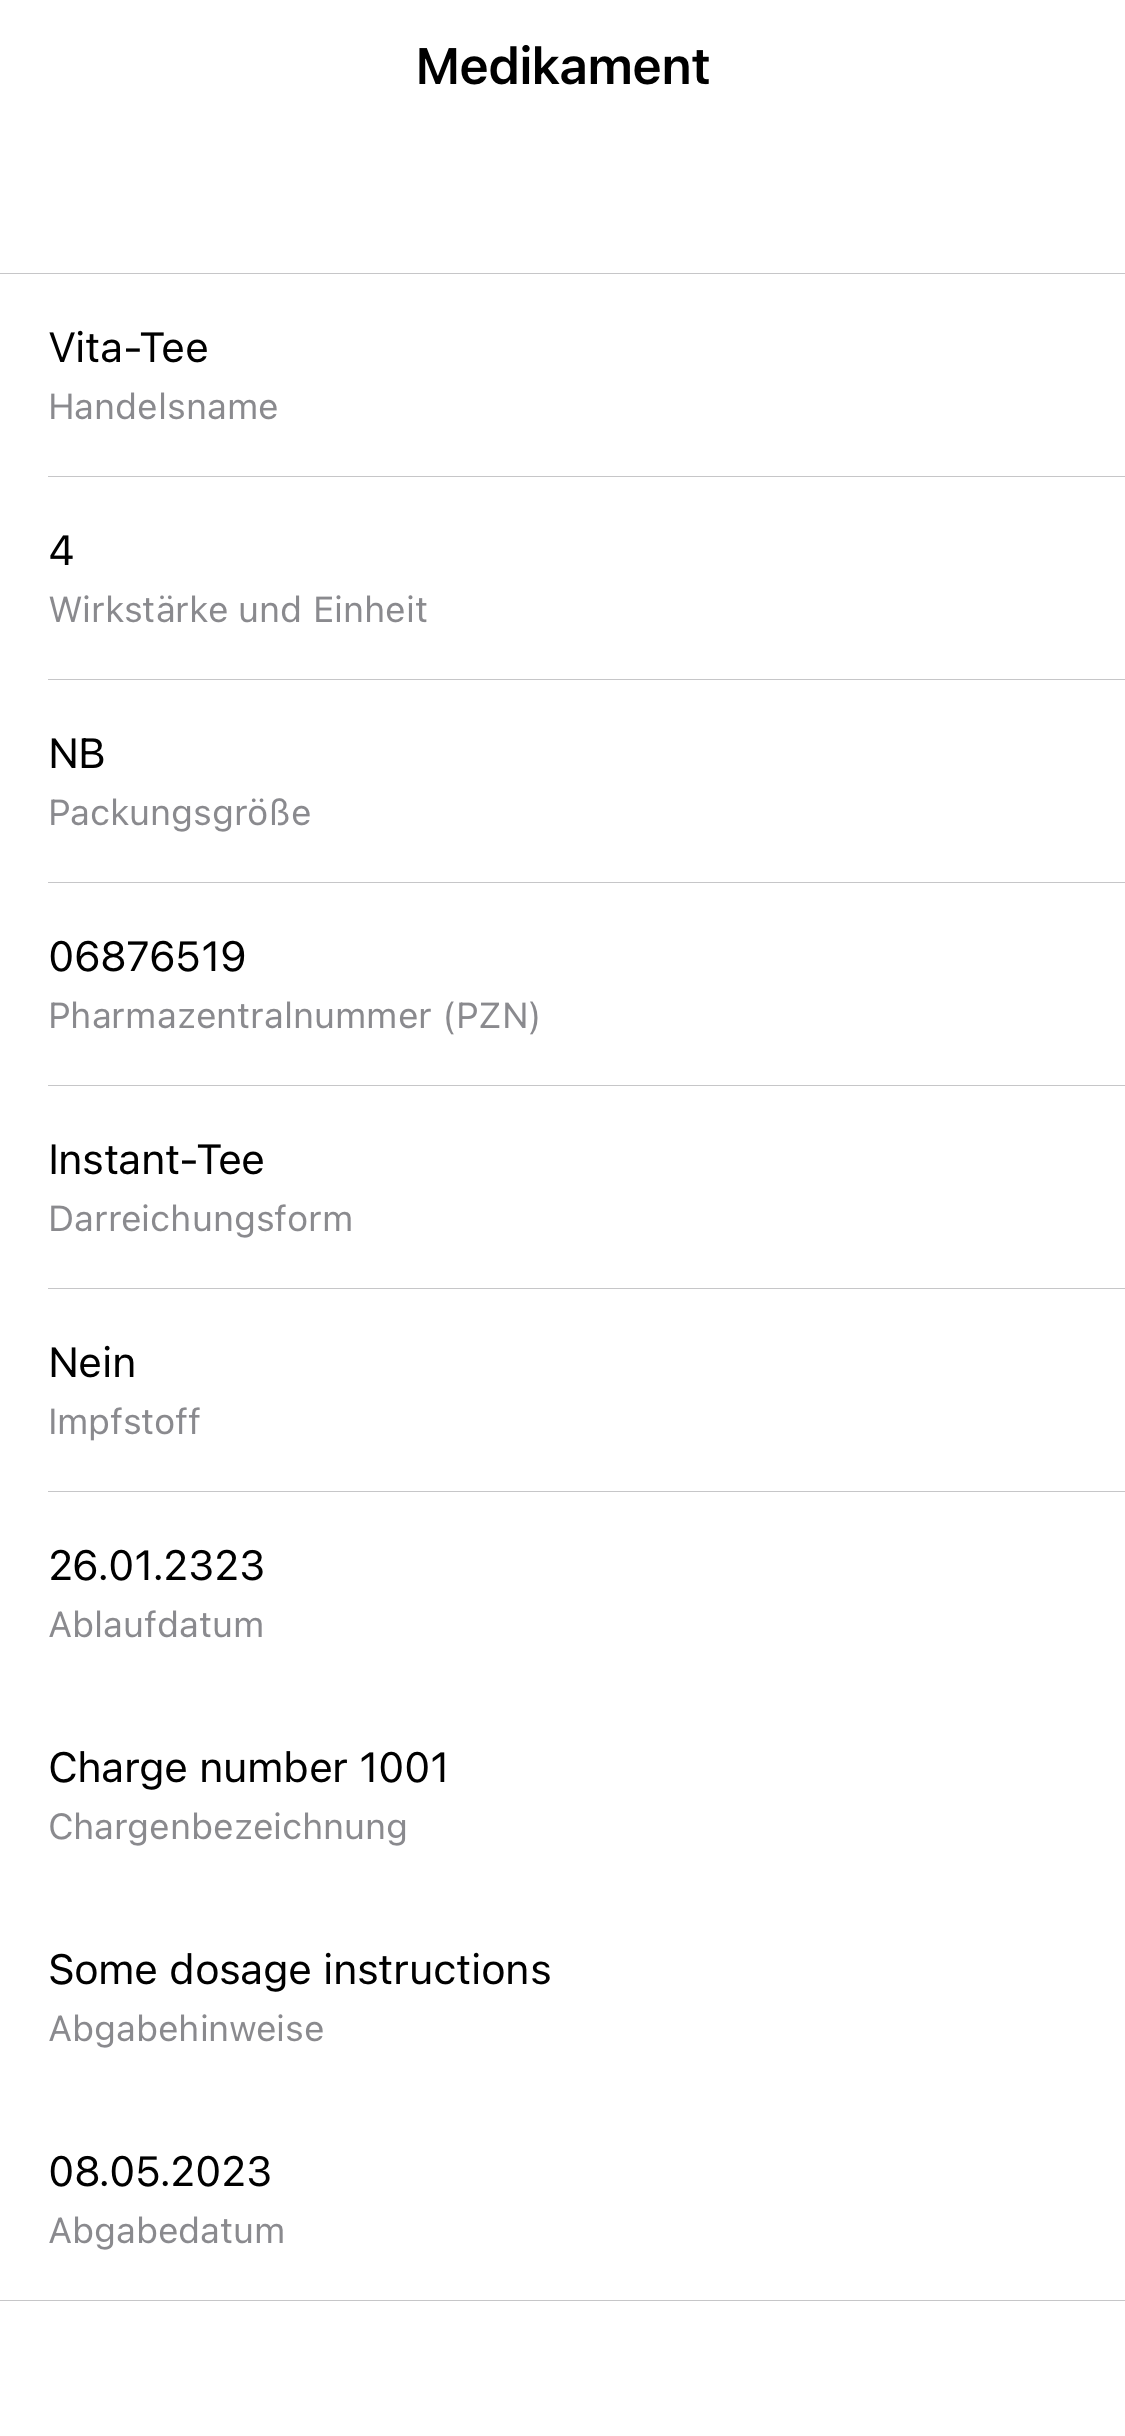 Medikament
Vita-Tee
Handelsname
4
Wirkstärke und Einheit
NB
Packungsgröße
06876519
Pharmazentralnummer (PZN)
Instant-Tee
Darreichungsform
Nein
Impfstoff
26.01.2323
Ablaufdatum
Charge number 1001
Chargenbezeichnung
Some dosage instructions
Abgabehinweise
08.05.2023
Abgabedatum